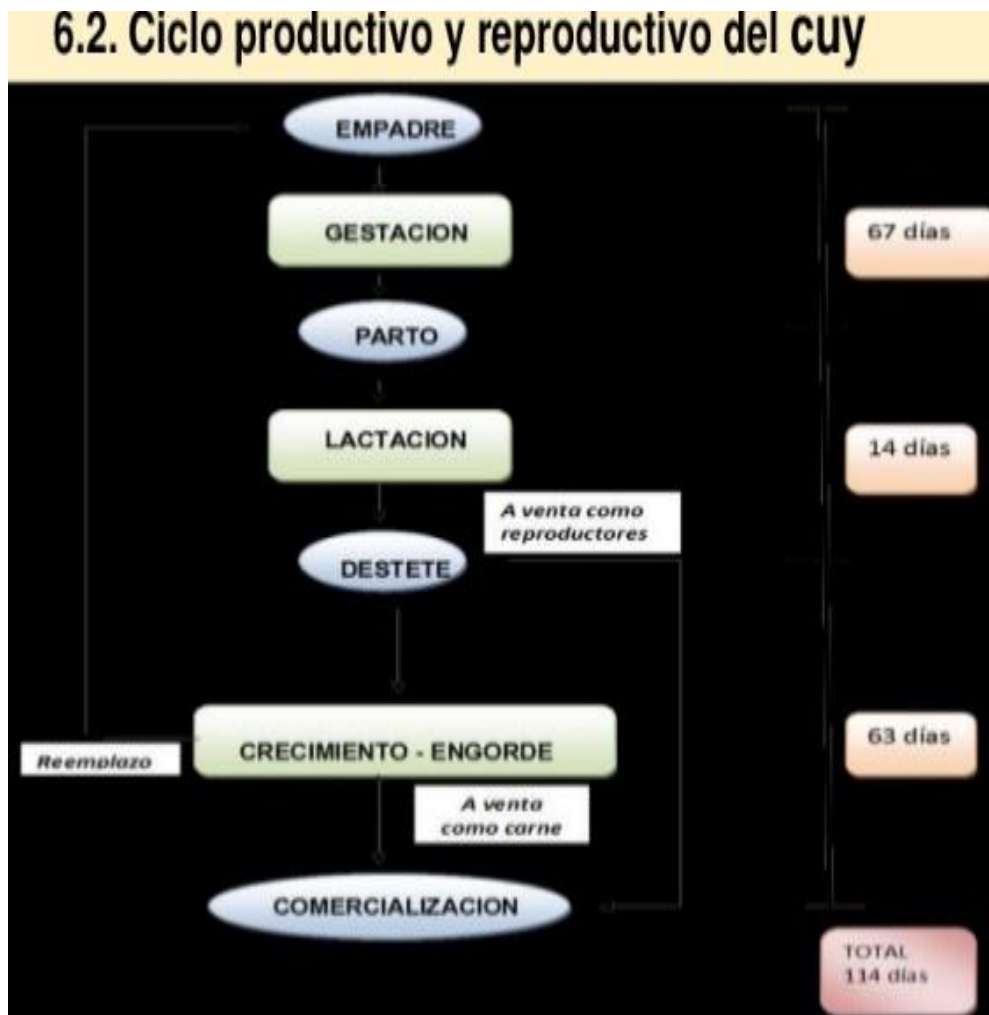 6.2. Ciclo productivo y reproductivo del cuy
EMPADRE
GESTACION
67 días
PARTO
LACTACION
14 días
A venta como
reproductores
DESTETE
63 días
CRECIMIENTO - ENGORDE
Reemplazo
A venta
como carne
COMERCIALIZACION
TOTAL
114 días